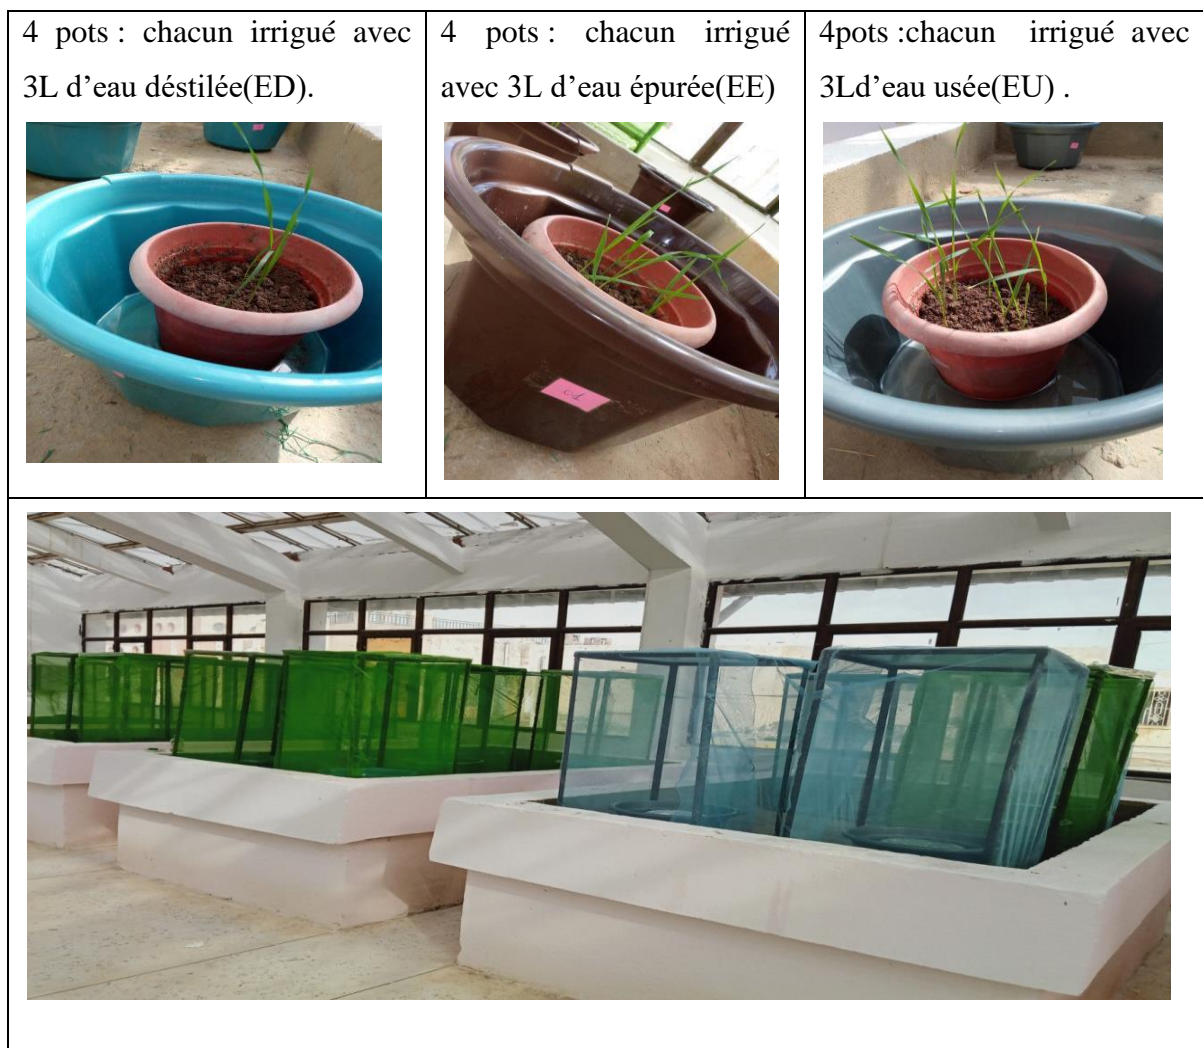 4 pots : chacun irrigué avec
3L d’eau déstilée(ED).
4 pots : chacun irrigué
avec 3L d’eau épurée(EE)
4pots :chacun irrigué avec
3Ld’eau usée(EU) .